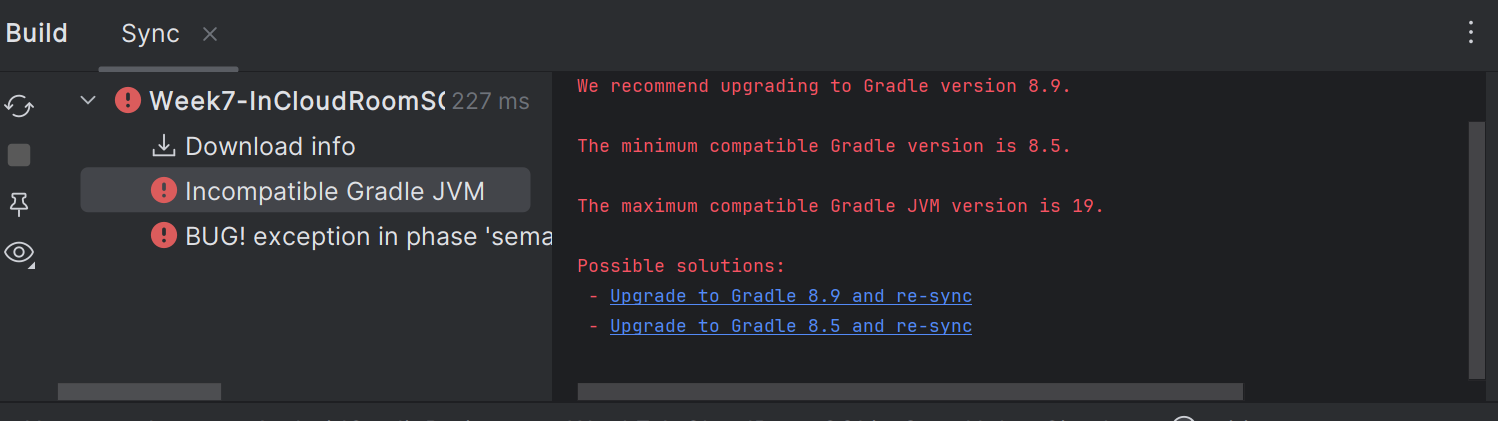 Build
Sync
Week7-InCloudRoomS
227 ms
Download info
Incompatible Gradle JVM
BUG! exception in phase 'sema
We recommend upgrading to Gradle version 8.9.
The minimum compatible Gradle version is 8.5.
The maximum compatible Gradle JVM version is 19.
Possible solutions:
- Upgrade to Gradle 8.9 and re-sync
- Upgrade to Gradle 8.5 and re-sync